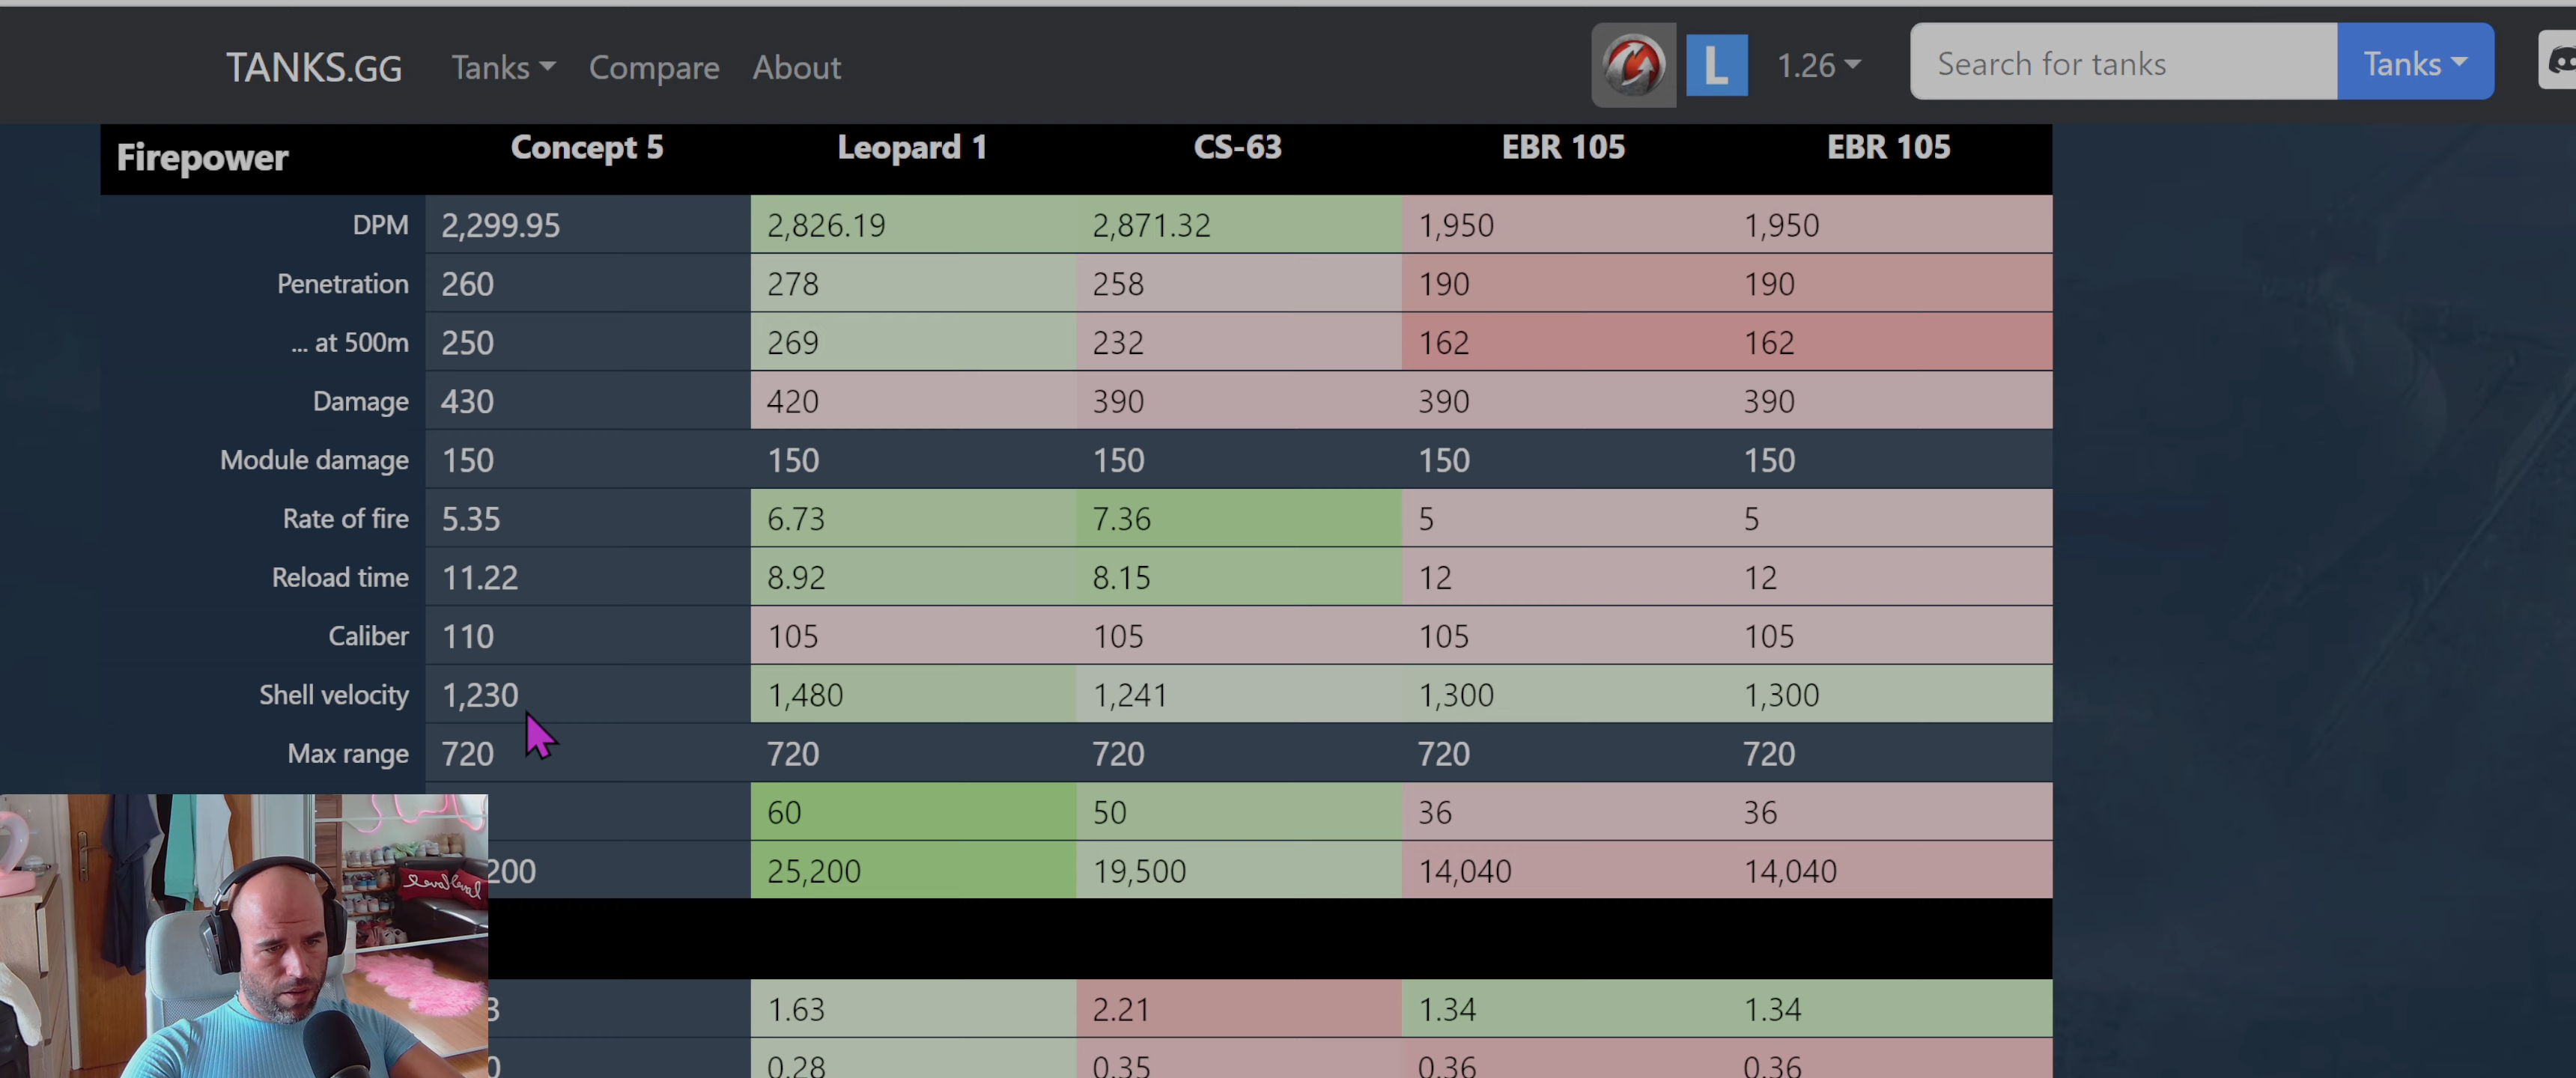 TANKS.GG Tanks Compare About L 1.26 Search for tanks Tanks
Firepower Concept 5 Leopard 1 CS-63 EBR 105 EBR 105
DPM 2,299.95 2,826.19 2,871.32 1,950 1,950
Penetration 260 278 258 190 190
... at 500m 250 269 232 162 162
Damage 430 420 390 390 390
Module damage 150 150 150 150 150
Rate of fire 5.35 6.73 7.36 5 5
Reload time 11.22 8.92 8.15 12 12
Caliber 110 105 105 105 105
Shell velocity 1,230 1,480 1,241 1,300 1,300
Max range 720 720 720 720 720
60 50 36 36
200 25,200 19,500 14,040 14,040
3 1.63 2.21 1.34 1.34
0 0.28 0.35 0.36 0.36